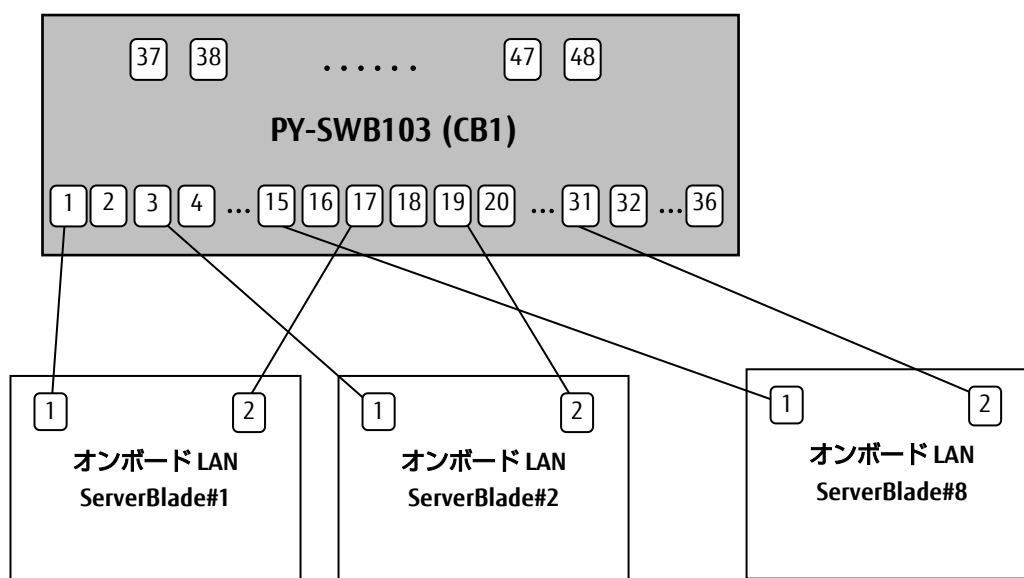 37 38 ...... 47 48
PY-SWB103 (CB1)
1 2 3 4 ... 15 16 17 18 19 20 ... 31 32 ... 36
1 2
オンボード LAN
ServerBlade#1
1 2
オンボード LAN
ServerBlade#2
1 2
オンボード LAN
ServerBlade#8